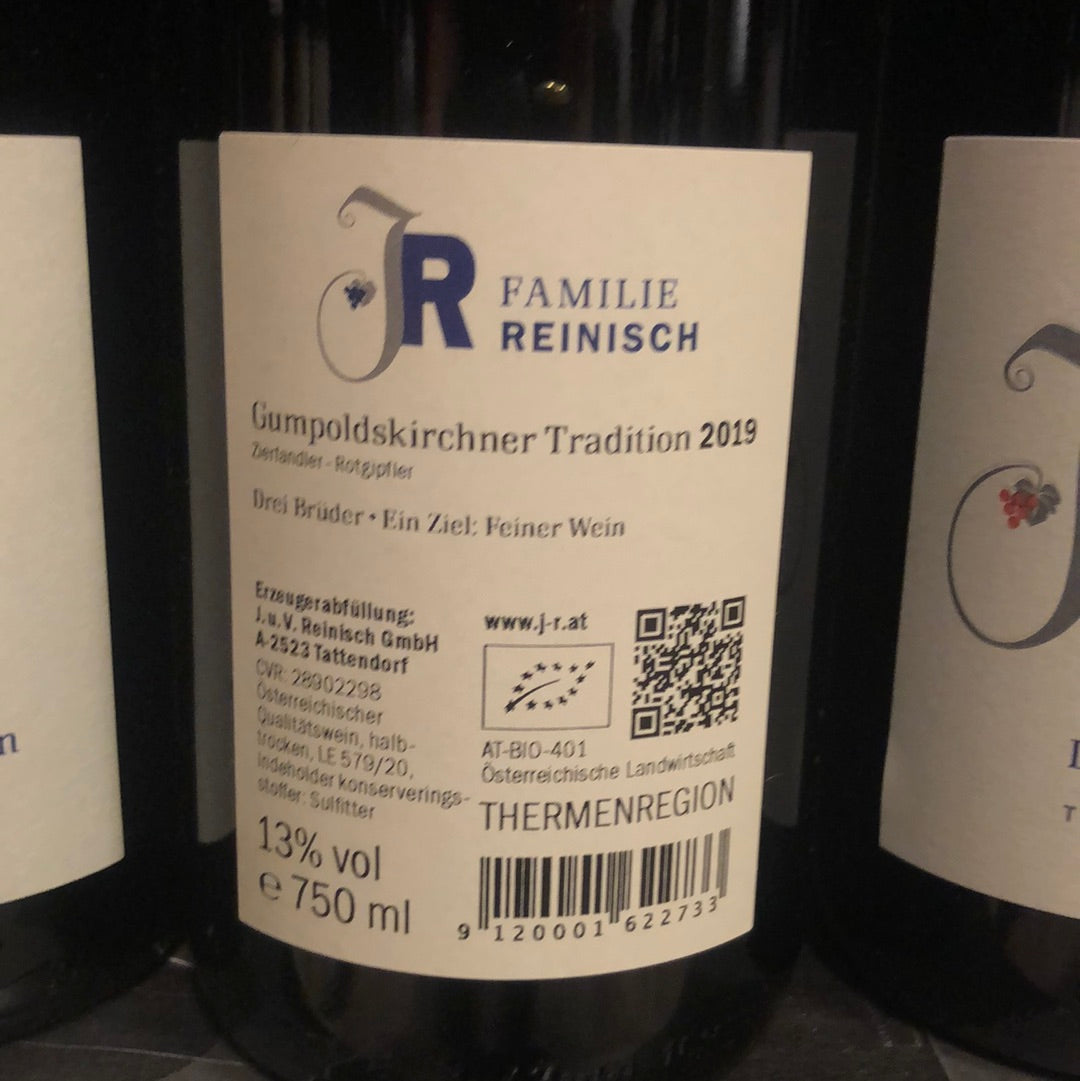 JR FAMILIE
REINISCH
Gumpoldskirchner Tradition 2019
Zierfandler - Rotgipfler
Drei Brüder • Ein Ziel: Feiner Wein
Erzeugerabfüllung:
J.u.V. Reinisch GmbH
A-2523 Tattendorf
CVR: 28902298
Österreichischer
Qualitätswein, halb-
trocken, LE 579/20,
Indeholder konserverings-
stoffer: Sulfitter
13% vol
e 750 ml
www.j-r.at
AT-BIO-401
Österreichische Landwirtschaft
THERMENREGION
9 120001 622733
n